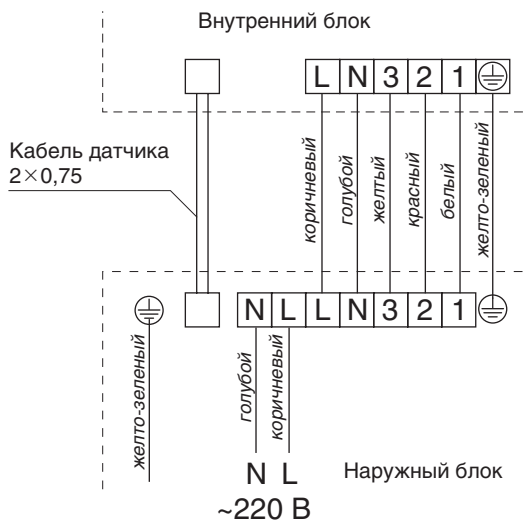 Внутренний блок
L N 3 2 1
Кабель датчика
2×0,75
коричневый
голубой
желтый
красный
белый
желто-зеленый
N L L N 3 2 1
желто-зеленый
голубой
коричневый
N L
Наружный блок
~220 В